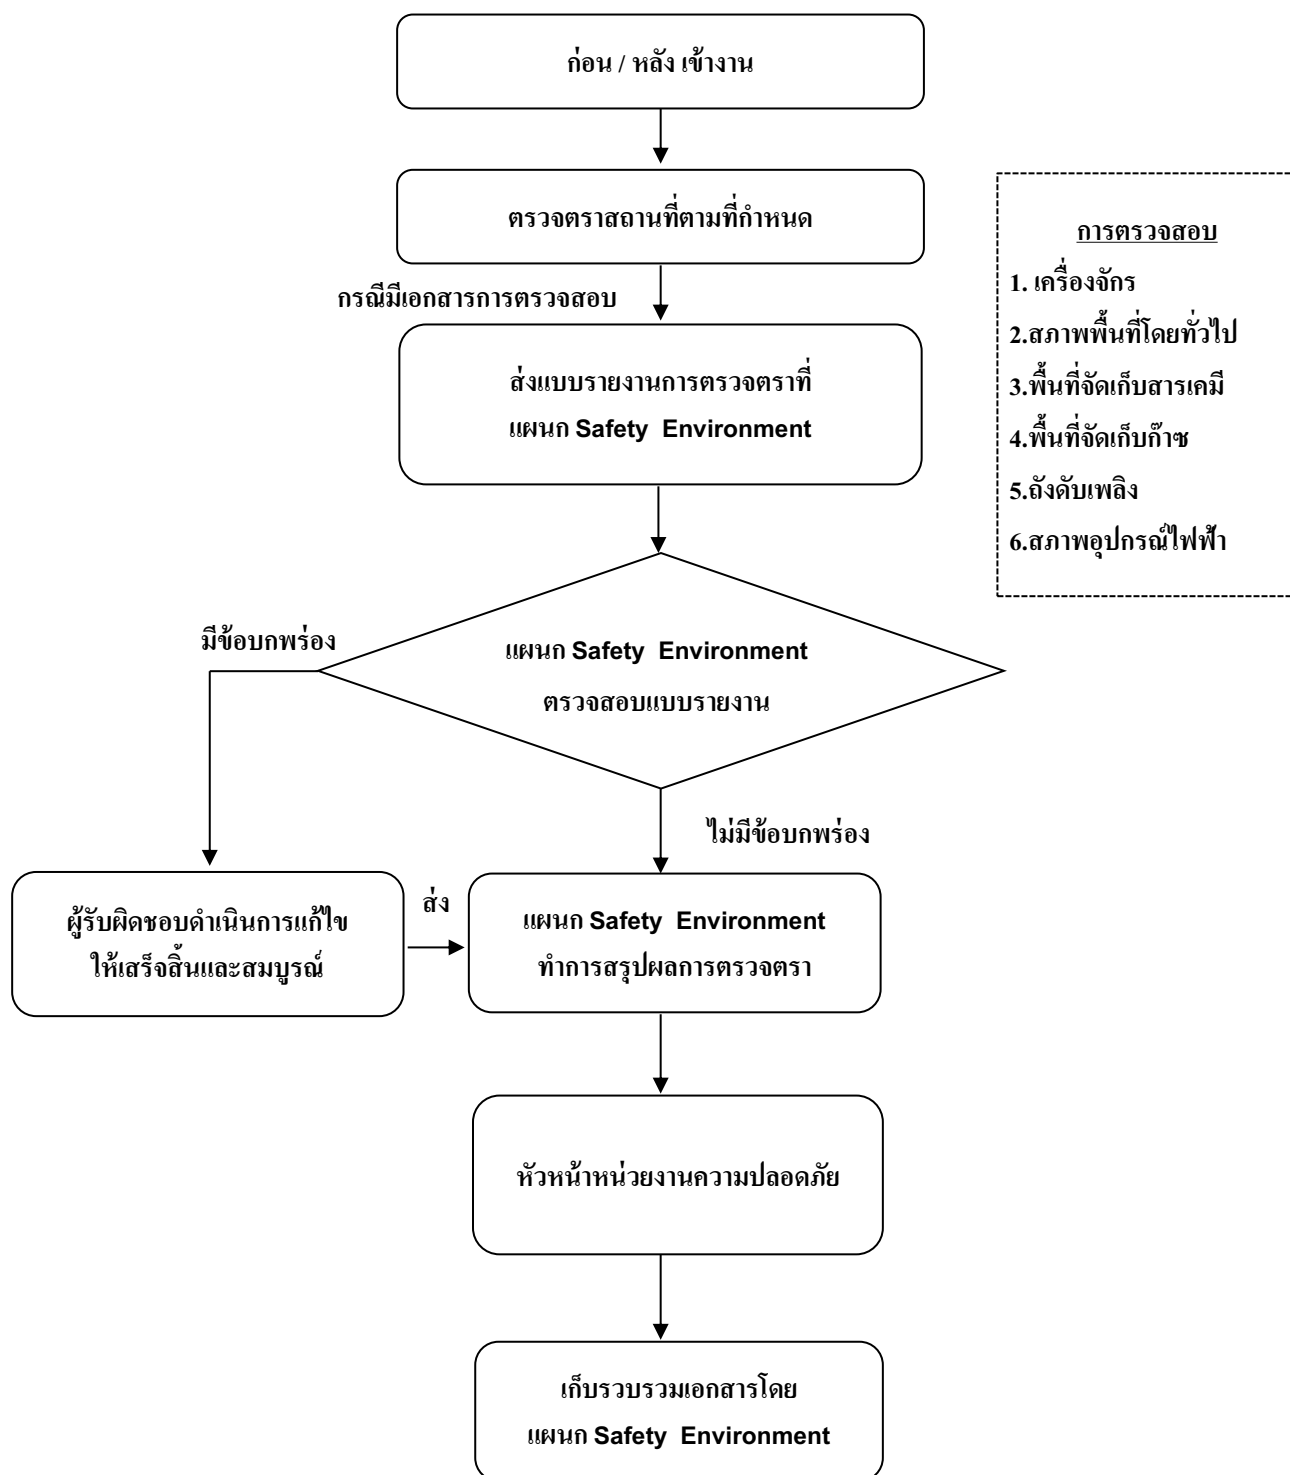 ก่อน / หลัง เข้างาน
ตรวจตราสถานที่ตามที่กำหนด
กรณีมีเอกสารการตรวจสอบ
ส่งแบบรายงานการตรวจตราที่
แผนก Safety Environment
การตรวจสอบ
1. เครื่องจักร
2.สภาพพื้นที่โดยทั่วไป
3.พื้นที่จัดเก็บสารเคมี
4.พื้นที่จัดเก็บก๊าซ
5.ถังดับเพลิง
6.สภาพอุปกรณ์ไฟฟ้า
มีข้อบกพร่อง
แผนก Safety Environment
ตรวจสอบแบบรายงาน
ไม่มีข้อบกพร่อง
ผู้รับผิดชอบดำเนินการแก้ไข
ให้เสร็จสิ้นและสมบูรณ์
ส่ง
แผนก Safety Environment
ทำการสรุปผลการตรวจตรา
หัวหน้าหน่วยงานความปลอดภัย
เก็บรวบรวมเอกสารโดย
แผนก Safety Environment